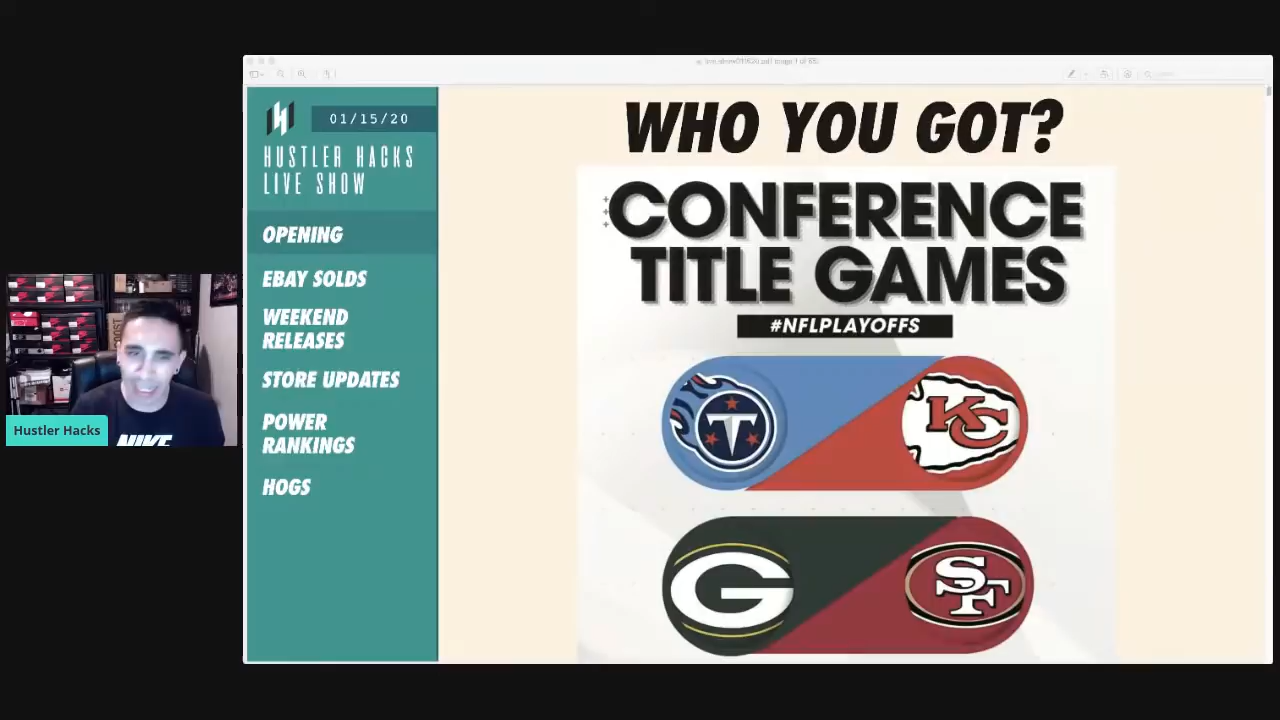 01/15/20
HUSTLER HACKS
LIVE SHOW
OPENING
EBAY SOLDS
WEEKEND
RELEASES
STORE UPDATES
POWER
RANKINGS
HOGS
WHO YOU GOT?
CONFERENCE
TITLE GAMES
#NFLPLAYOFFS
T
KC
G
SF
Hustler Hacks
NIKE